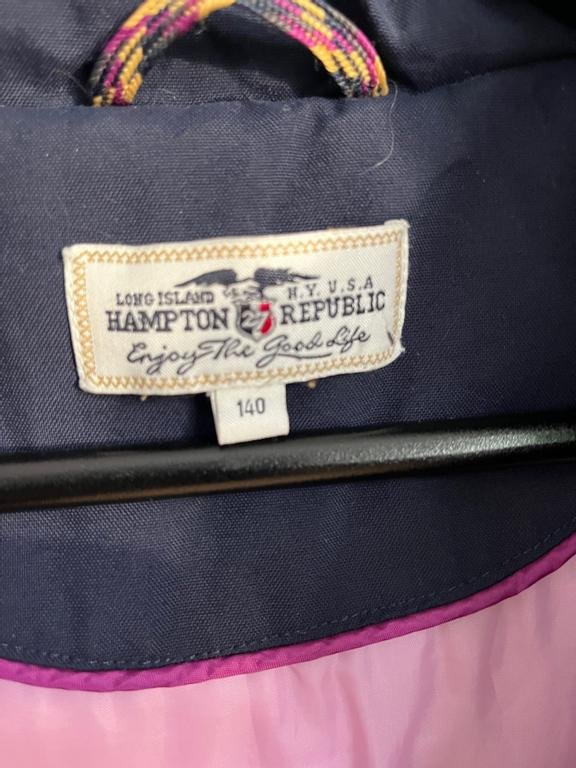 LONG ISLAND N.Y. U.S.A
HAMPTON 27 REPUBLIC
Enjoy The Good Life
140